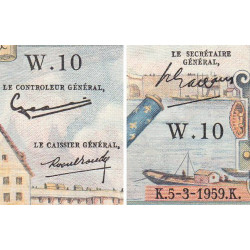 W.10
LE CONTROLEUR GÉNÉRAL,
LE CAISSIER GÉNÉRAL,
LE SECRÉTAIRE
GÉNÉRAL,
W.10
K.5-3-1959.K.